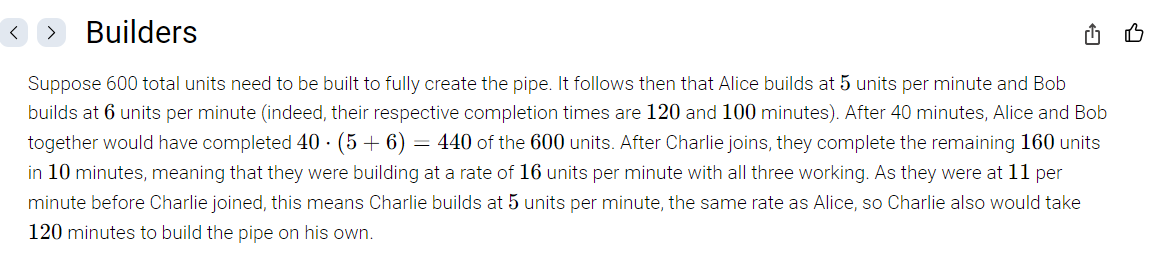 Builders
Suppose 600 total units need to be built to fully create the pipe. It follows then that Alice builds at 5 units per minute and Bob
builds at 6 units per minute (indeed, their respective completion times are 120 and 100 minutes). After 40 minutes, Alice and Bob
together would have completed 40 · (5 + 6) = 440 of the 600 units. After Charlie joins, they complete the remaining 160 units
in 10 minutes, meaning that they were building at a rate of 16 units per minute with all three working. As they were at 11 per
minute before Charlie joined, this means Charlie builds at 5 units per minute, the same rate as Alice, so Charlie also would take
120 minutes to build the pipe on his own.